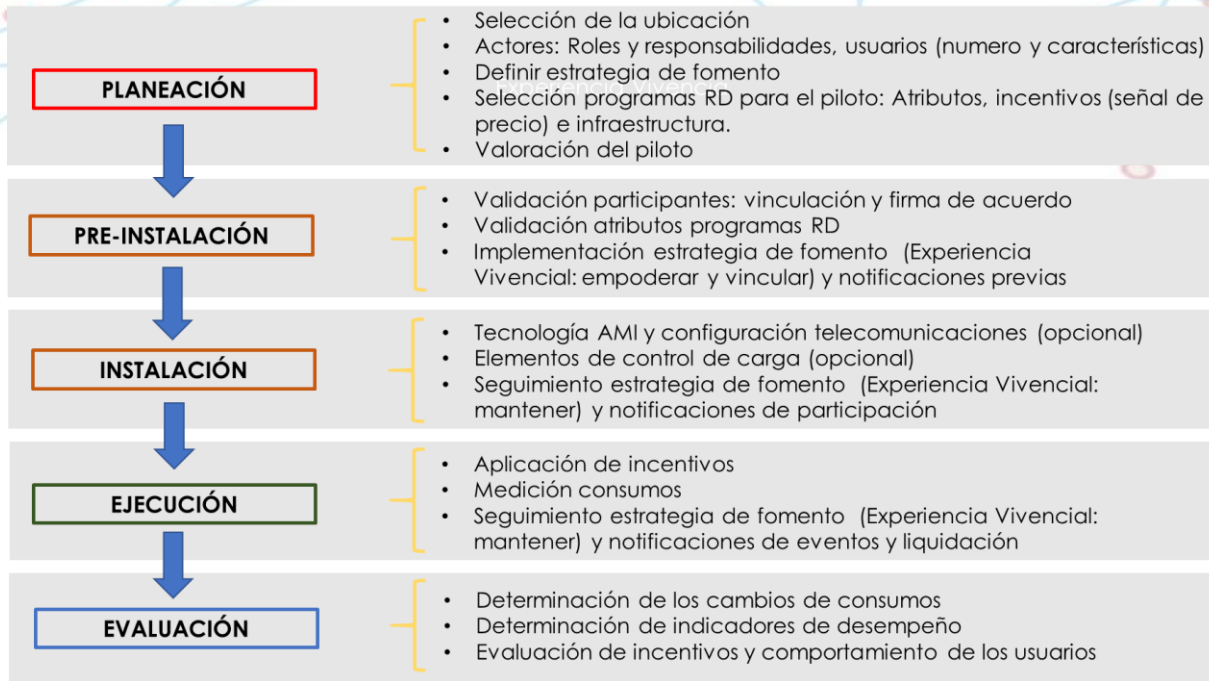 PLANEACIÓN
• Selección de la ubicación
• Actores: Roles y responsabilidades, usuarios (numero y características)
• Definir estrategia de fomento
Experiencia Vivencial
• Selección programas RD para el piloto: Atributos, incentivos (señal de
precio) e infraestructura.
• Valoración del piloto
PRE-INSTALACIÓN
• Validación participantes: vinculación y firma de acuerdo
• Validación atributos programas RD
• Implementación estrategia de fomento (Experiencia
Vivencial: empoderar y vincular) y notificaciones previas
INSTALACIÓN
• Tecnología AMI y configuración telecomunicaciones (opcional)
• Elementos de control de carga (opcional)
• Seguimiento estrategia de fomento (Experiencia Vivencial:
mantener) y notificaciones de participación
EJECUCIÓN
• Aplicación de incentivos
• Medición consumos
• Seguimiento estrategia de fomento (Experiencia Vivencial:
mantener) y notificaciones de eventos y liquidación
EVALUACIÓN
• Determinación de los cambios de consumos
• Determinación de indicadores de desempeño
• Evaluación de incentivos y comportamiento de los usuarios